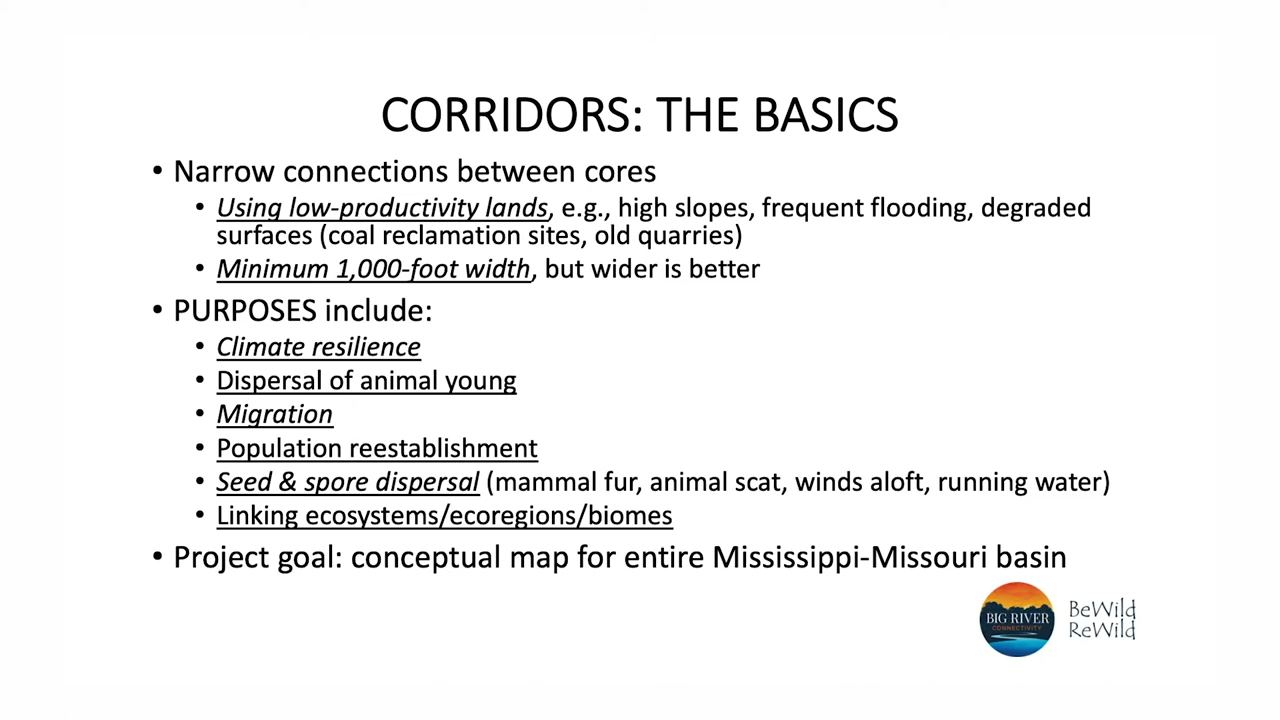 CORRIDORS: THE BASICS
• Narrow connections between cores
• Using low-productivity lands, e.g., high slopes, frequent flooding, degraded
surfaces (coal reclamation sites, old quarries)
• Minimum 1,000-foot width, but wider is better
• PURPOSES include:
• Climate resilience
• Dispersal of animal young
• Migration
• Population reestablishment
• Seed & spore dispersal (mammal fur, animal scat, winds aloft, running water)
• Linking ecosystems/ecoregions/biomes
• Project goal: conceptual map for entire Mississippi-Missouri basin
BIG RIVER
CONNECTIVITY
BeWild
ReWild